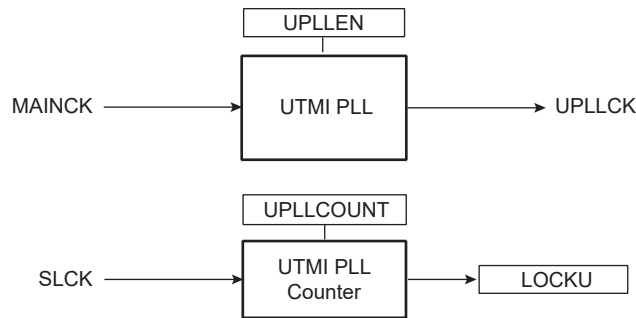 UPLLEN
MAINCK
UTMI PLL
UPLLCK
UPLLCOUNT
SLCK
UTMI PLL
Counter
LOCKU